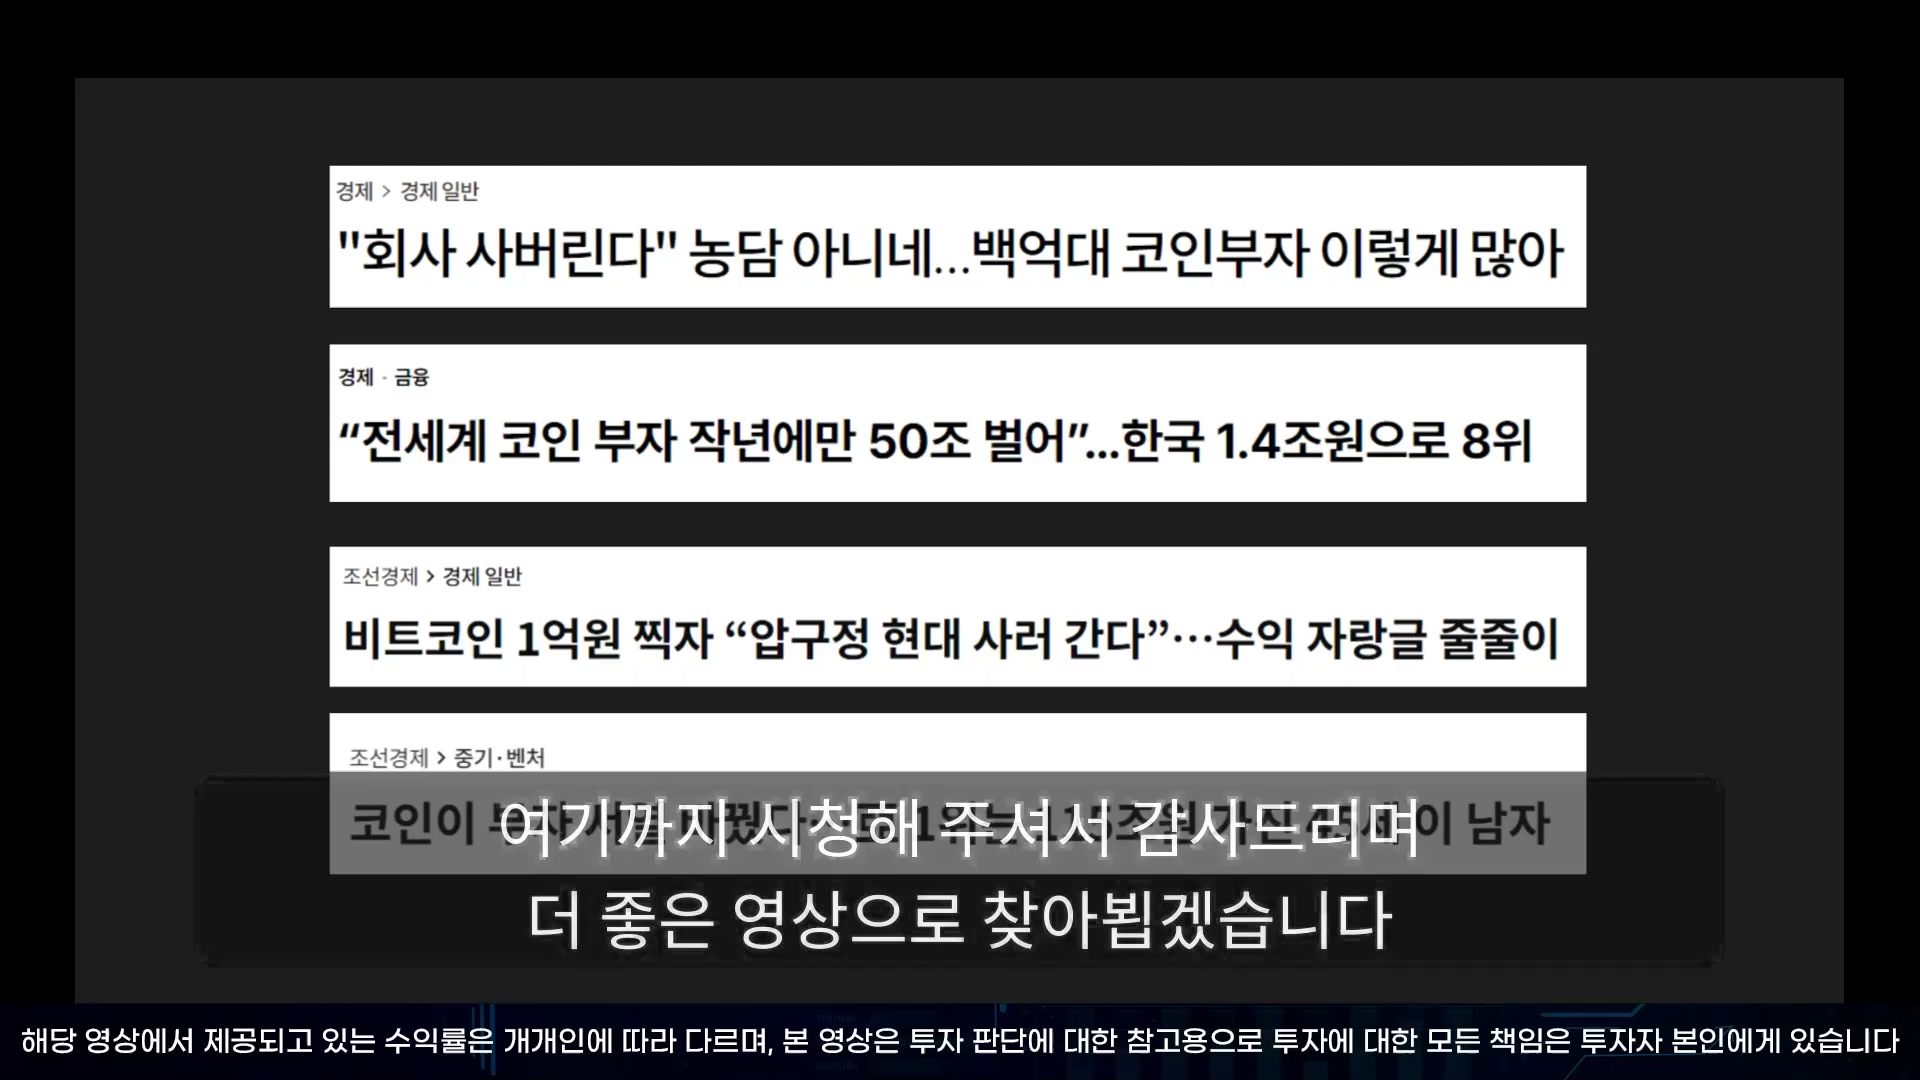 경제 > 경제 일반
"회사 사버린다" 농담 아니네...백억대 코인부자 이렇게 많아
경제 · 금융
“전세계 코인 부자 작년에만 50조 벌어”...한국 1.4조원으로 8위
조선경제 > 경제 일반
비트코인 1억원 찍자 “압구정 현대 사러 간다”…수익 자랑글 줄줄이
조선경제 > 중기·벤처
코인이 부자 이 남자
여기까지 시청해 주셔서 감사드리며
더 좋은 영상으로 찾아뵙겠습니다
해당 영상에서 제공되고 있는 수익률은 개개인에 따라 다르며, 본 영상은 투자 판단에 대한 참고용으로 투자에 대한 모든 책임은 투자자 본인에게 있습니다